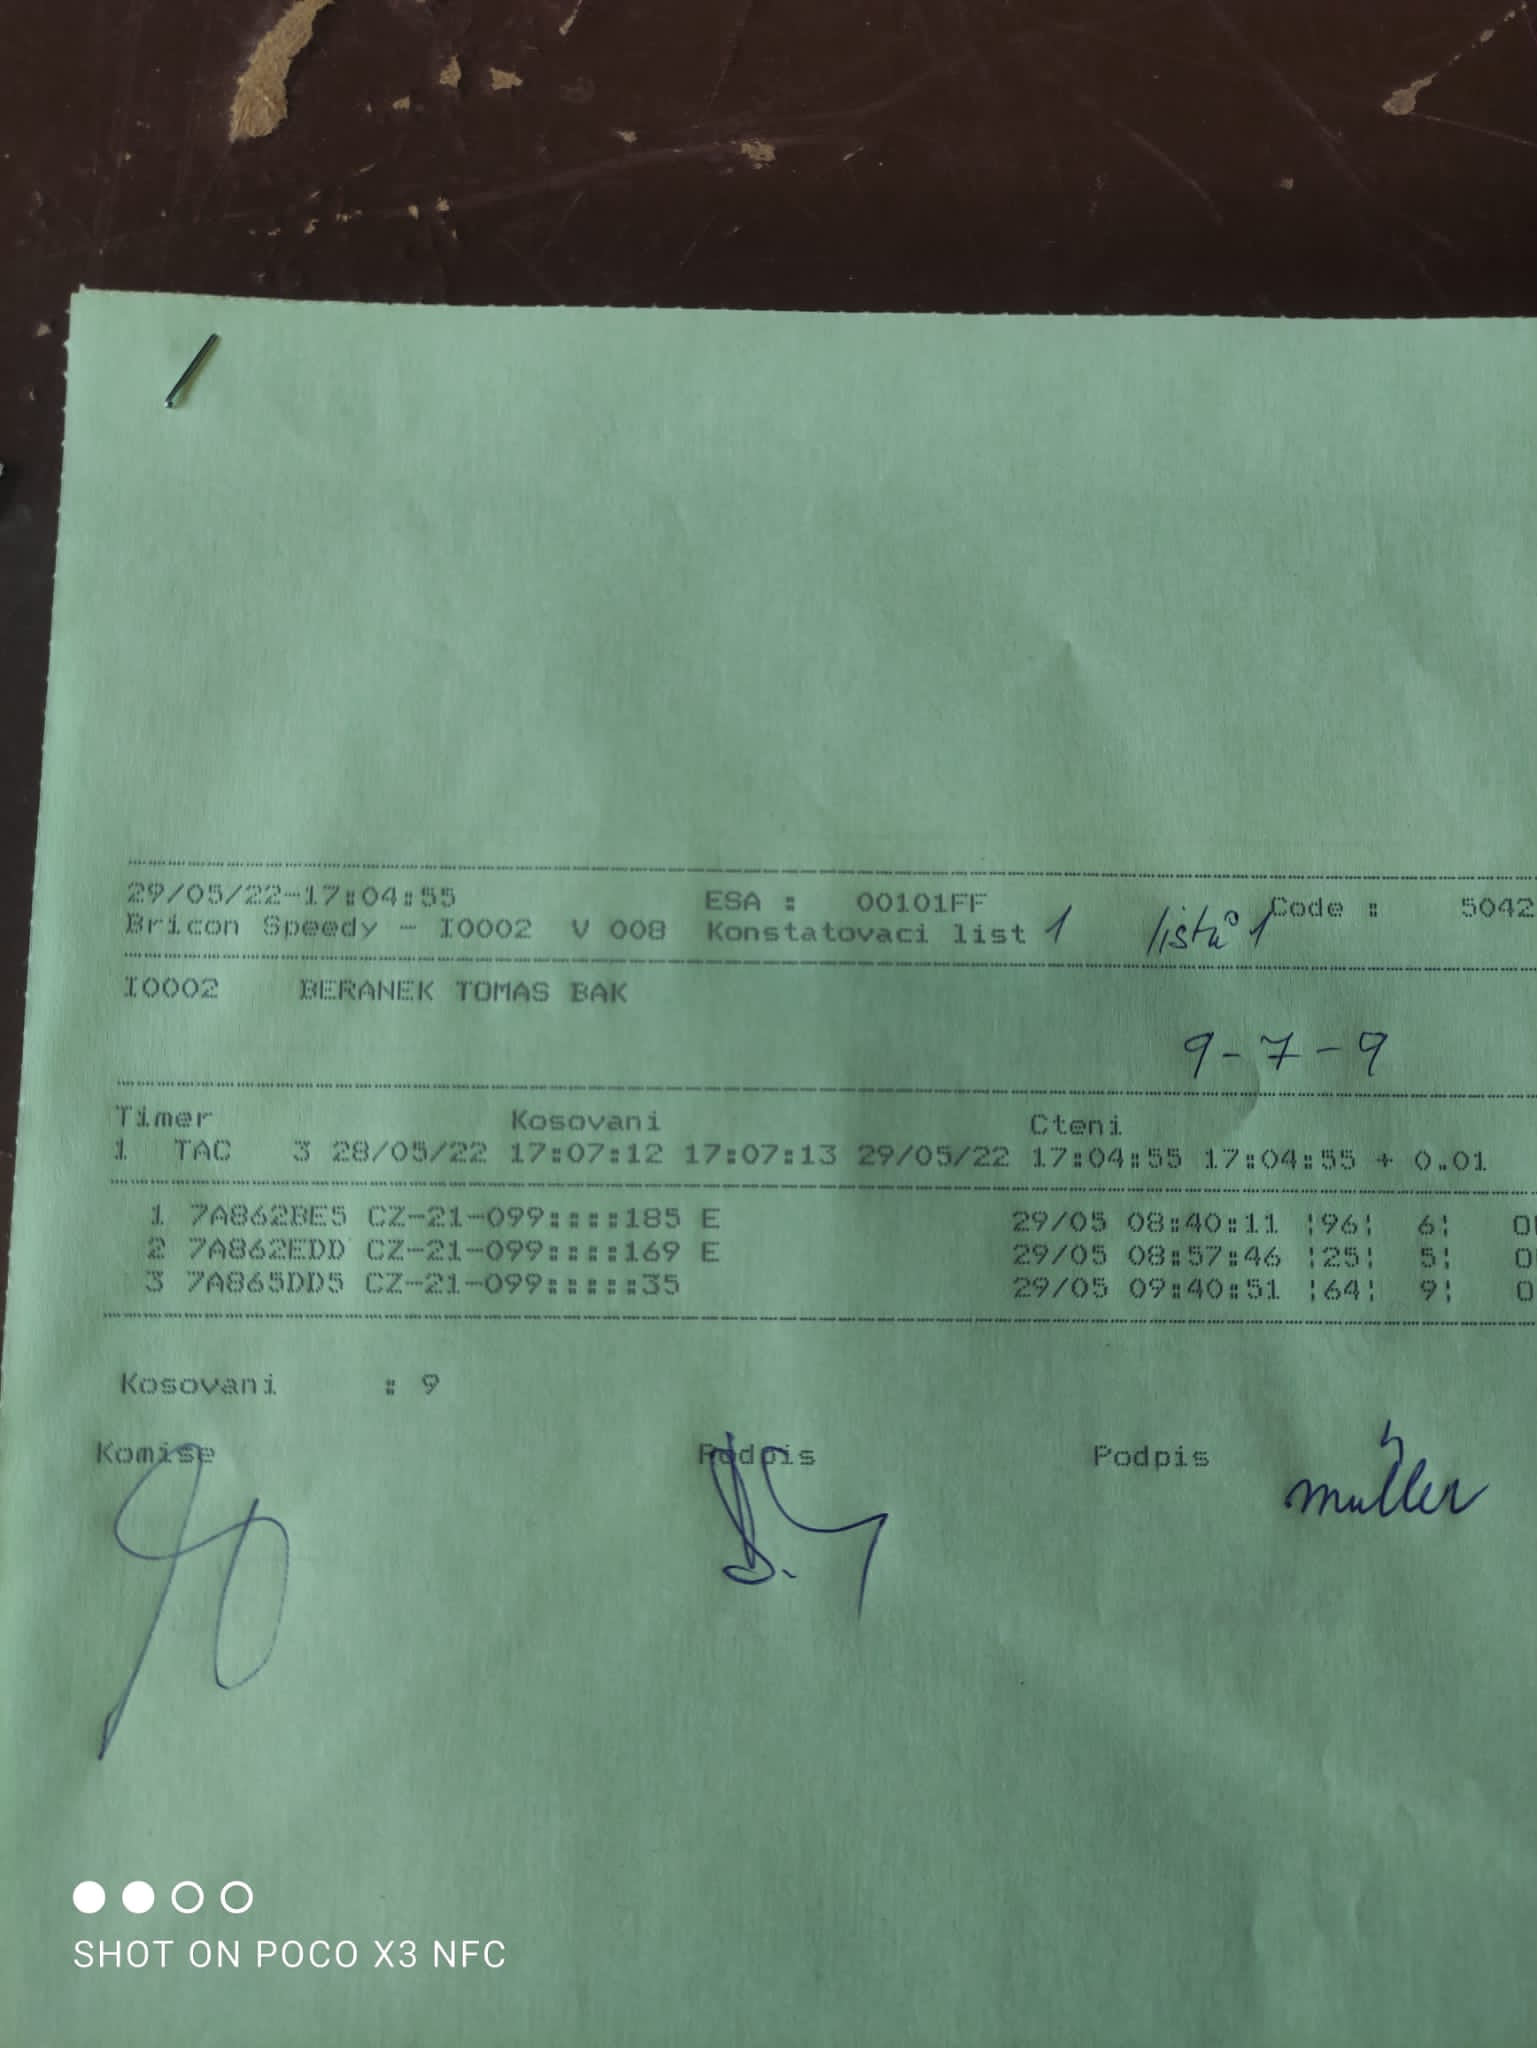 29/05/22-17:04:55 ESA : 00101FF Code : 5042
Bricon Speedy - I0002 V 008 Konstatovaci list 1 listů 1
I0002 BERANEK TOMAS BAK
9-7-9
Timer Kosovani Cteni
1 TAC 3 28/05/22 17:07:12 17:07:13 29/05/22 17:04:55 17:04:55 + 0.01
1 7A862BE5 CZ-21-099::::185 E 29/05 08:40:11 ¦96¦ 6¦
2 7A862EDD CZ-21-099::::169 E 29/05 08:57:46 ¦25¦ 5¦
3 7A865DD5 CZ-21-099:::::35 29/05 09:40:51 ¦64¦ 9¦
Kosovani : 9
Komise Podpis Podpis
Müller
SHOT ON POCO X3 NFC